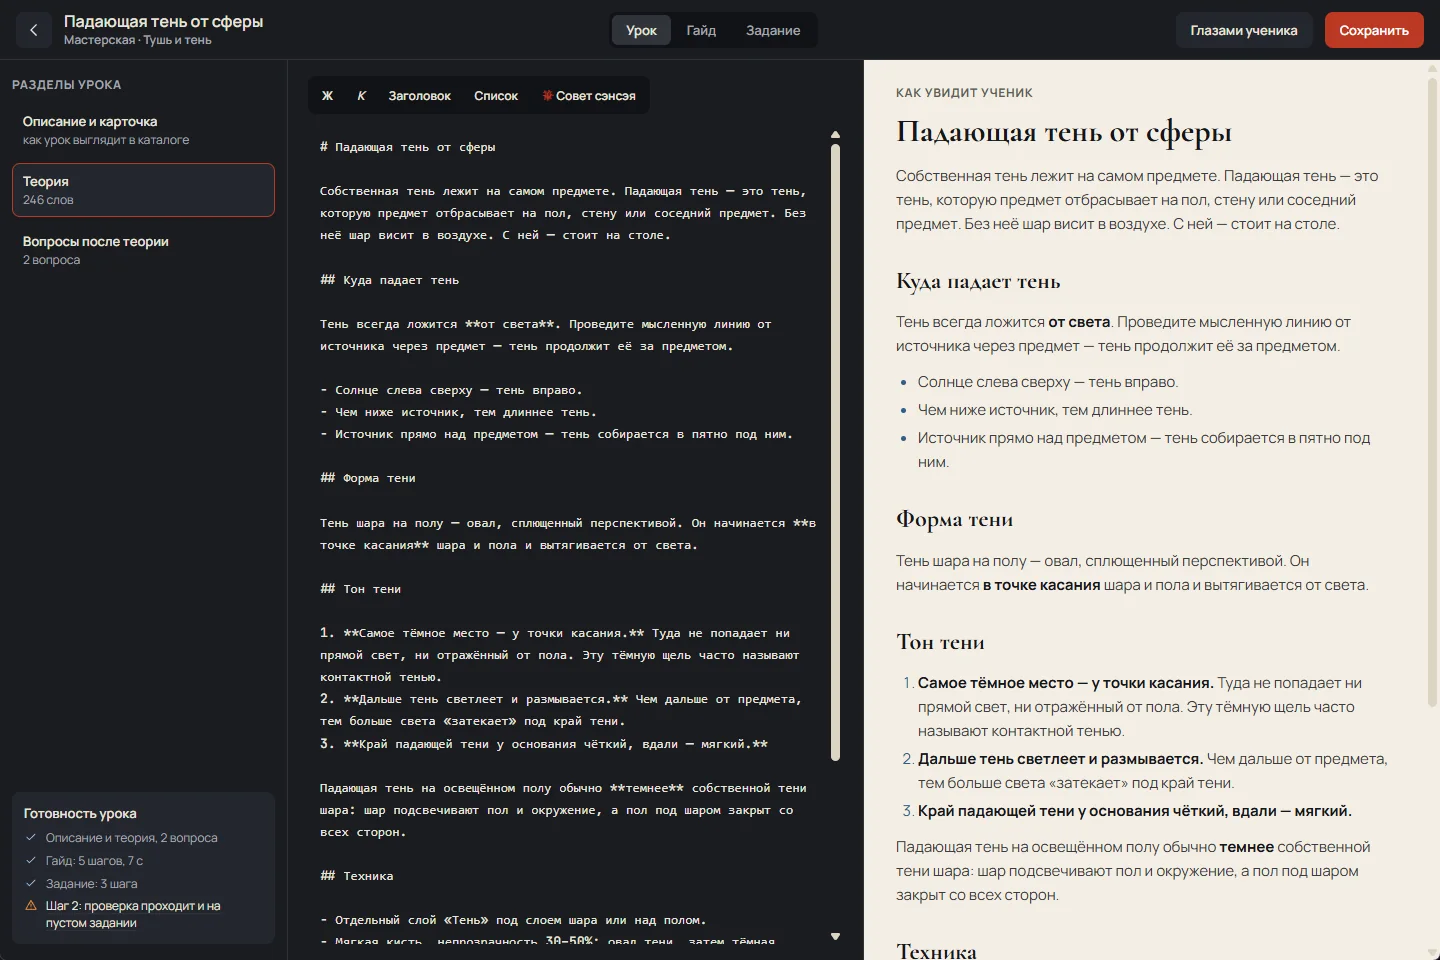 Падающая тень от сферы
Мастерская · Тушь и тень
Урок
Гайд
Задание
Глазами ученика
Сохранить
РАЗДЕЛЫ УРОКА
Описание и карточка
как урок выглядит в каталоге
Теория
246 слов
Вопросы после теории
2 вопроса
Готовность урока
Описание и теория, 2 вопроса
Гайд: 5 шагов, 7 с
Задание: 3 шага
Шаг 2: проверка проходит и на
пустом задании
Ж
К
Заголовок
Список
Совет сэнсэя
# Падающая тень от сферы
Собственная тень лежит на самом предмете. Падающая тень — это тень,
которую предмет отбрасывает на пол, стену или соседний предмет. Без
неё шар висит в воздухе. С ней — стоит на столе.
## Куда падает тень
Тень всегда ложится **от света**. Проведите мысленную линию от
источника через предмет — тень продолжит её за предметом.
- Солнце слева сверху — тень вправо.
- Чем ниже источник, тем длиннее тень.
- Источник прямо над предметом — тень собирается в пятно под ним.
## Форма тени
Тень шара на полу — овал, сплющенный перспективой. Он начинается **в
точке касания** шара и пола и вытягивается от света.
## Тон тени
1. **Самое тёмное место — у точки касания.** Туда не попадает ни
прямой свет, ни отражённый от пола. Эту тёмную щель часто называют
контактной тенью.
2. **Дальше тень светлеет и размывается.** Чем дальше от предмета,
тем больше света «затекает» под край тени.
3. **Край падающей тени у основания чёткий, вдали — мягкий.**
Падающая тень на освещённом полу обычно **темнее** собственной тени
шара: шар подсвечивают пол и окружение, а пол под шаром закрыт со
всех сторон.
## Техника
- Отдельный слой «Тень» под слоем шара или над полом.
- Мягкая кисть, непрозрачность 30–50%: овал тени, затем тёмная
КАК УВИДИТ УЧЕНИК
Падающая тень от сферы
Собственная тень лежит на самом предмете. Падающая тень — это
тень, которую предмет отбрасывает на пол, стену или соседний
предмет. Без неё шар висит в воздухе. С ней — стоит на столе.
Куда падает тень
Тень всегда ложится от света. Проведите мысленную линию от
источника через предмет — тень продолжит её за предметом.
• Солнце слева сверху — тень вправо.
• Чем ниже источник, тем длиннее тень.
• Источник прямо над предметом — тень собирается в пятно под
ним.
Форма тени
Тень шара на полу — овал, сплющенный перспективой. Он
начинается в точке касания шара и пола и вытягивается от света.
Тон тени
1. Самое тёмное место — у точки касания. Туда не попадает ни
прямой свет, ни отражённый от пола. Эту тёмную щель часто
называют контактной тенью.
2. Дальше тень светлеет и размывается. Чем дальше от предмета,
тем больше света «затекает» под край тени.
3. Край падающей тени у основания чёткий, вдали — мягкий.
Падающая тень на освещённом полу обычно темнее собственной
тени шара: шар подсвечивают пол и окружение, а пол под шаром
закрыт со всех сторон.
Техника